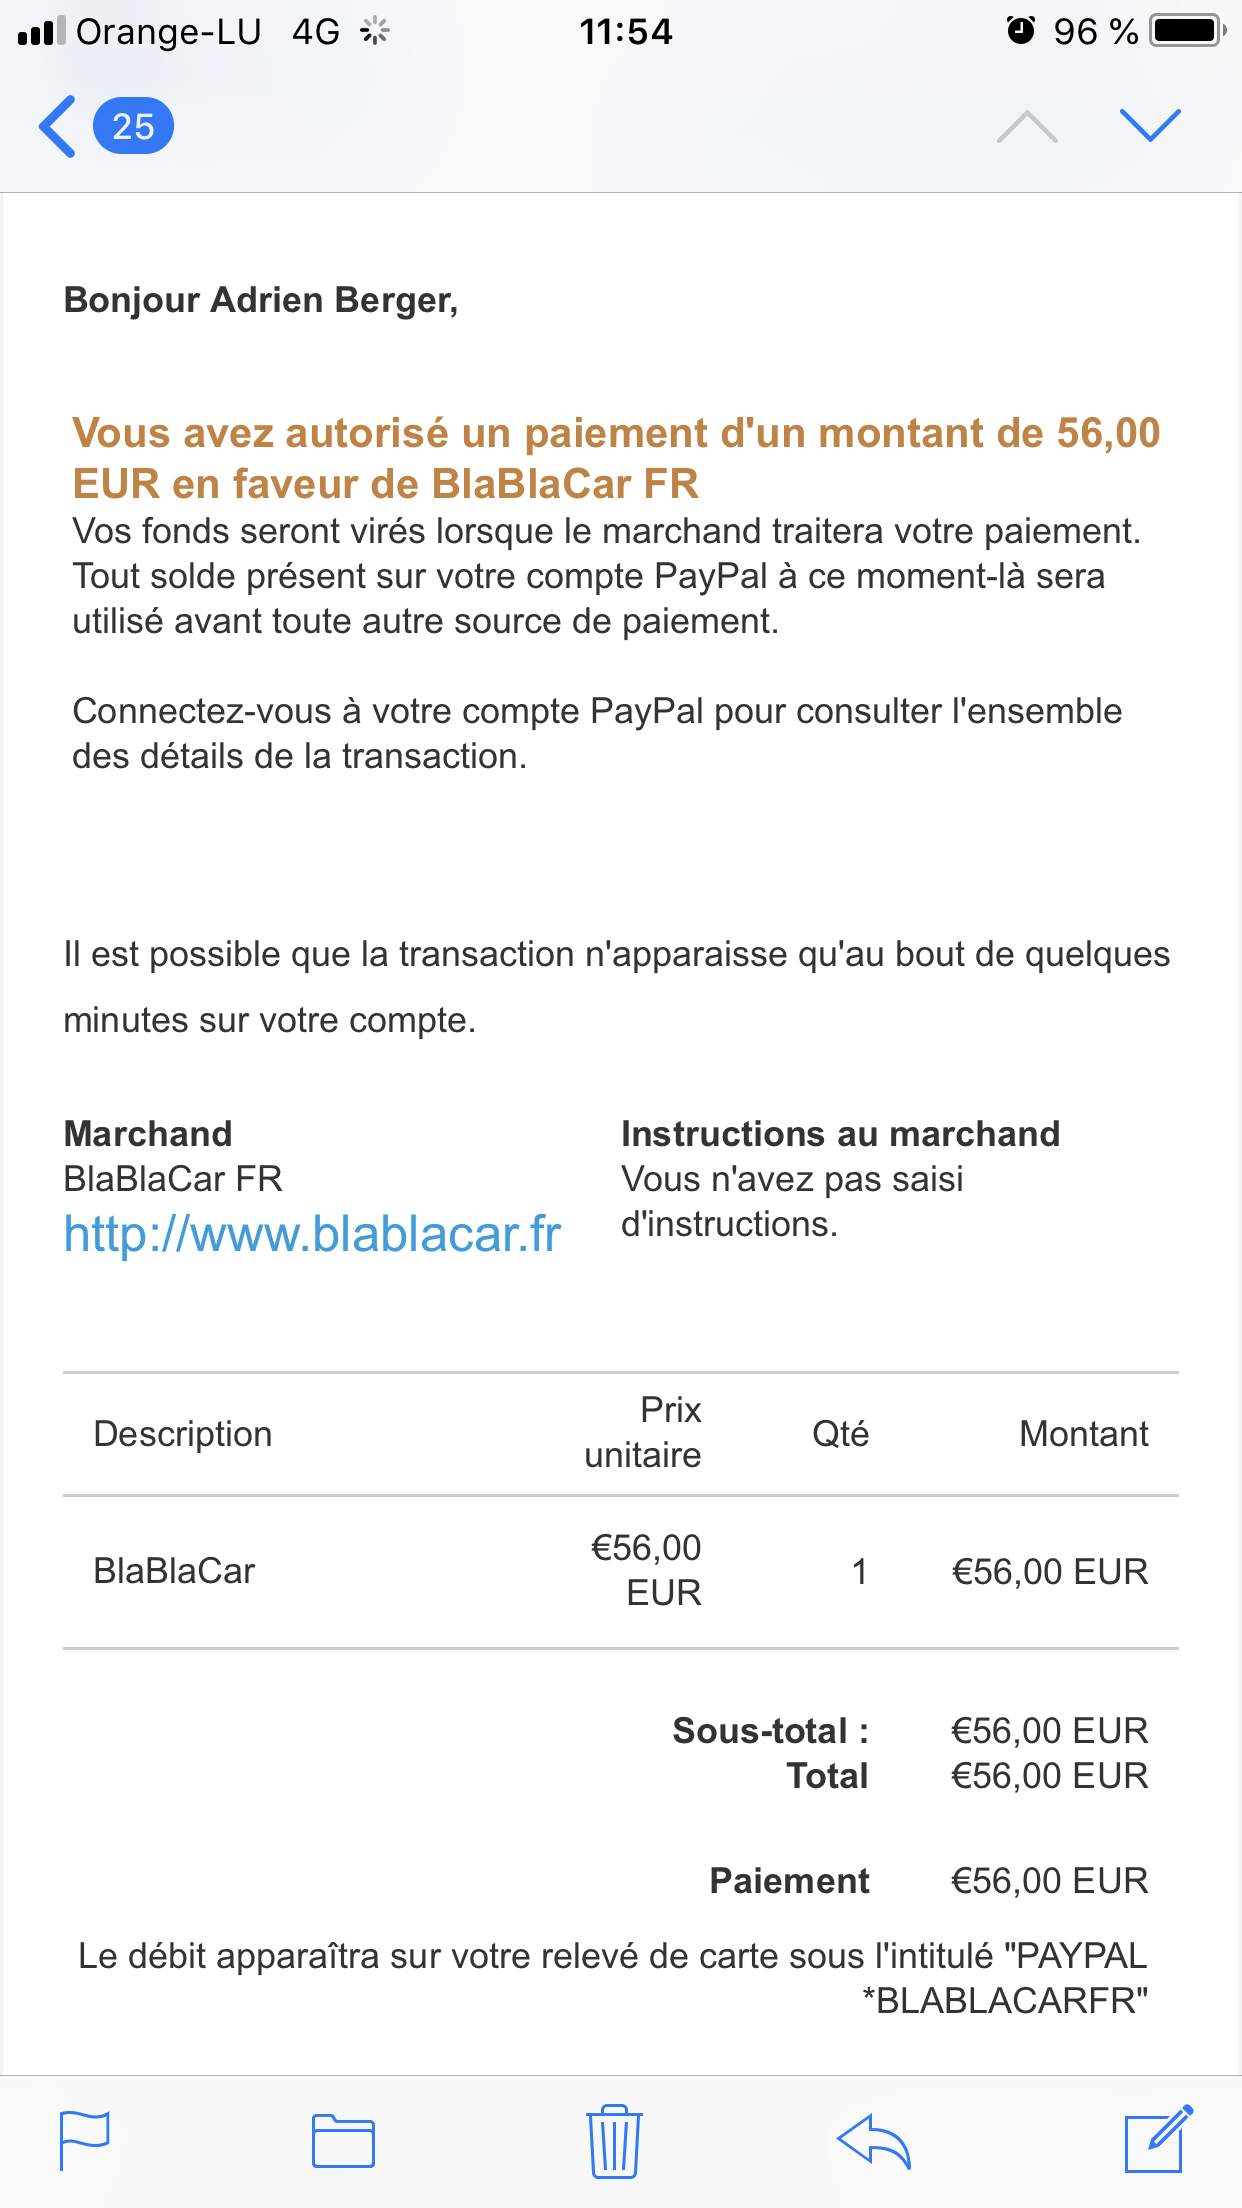 Orange-LU 4G 11:54 96 %
25
Bonjour Adrien Berger,
Vous avez autorisé un paiement d'un montant de 56,00
EUR en faveur de BlaBlaCar FR
Vos fonds seront virés lorsque le marchand traitera votre paiement.
Tout solde présent sur votre compte PayPal à ce moment-là sera
utilisé avant toute autre source de paiement.
Connectez-vous à votre compte PayPal pour consulter l'ensemble
des détails de la transaction.
Il est possible que la transaction n'apparaisse qu'au bout de quelques
minutes sur votre compte.
Marchand
BlaBlaCar FR
http://www.blablacar.fr
Instructions au marchand
Vous n'avez pas saisi
d'instructions.
Description Prix unitaire Qté Montant
BlaBlaCar €56,00 EUR 1 €56,00 EUR
Sous-total : €56,00 EUR
Total €56,00 EUR
Paiement €56,00 EUR
Le débit apparaîtra sur votre relevé de carte sous l'intitulé "PAYPAL
*BLABLACARFR"